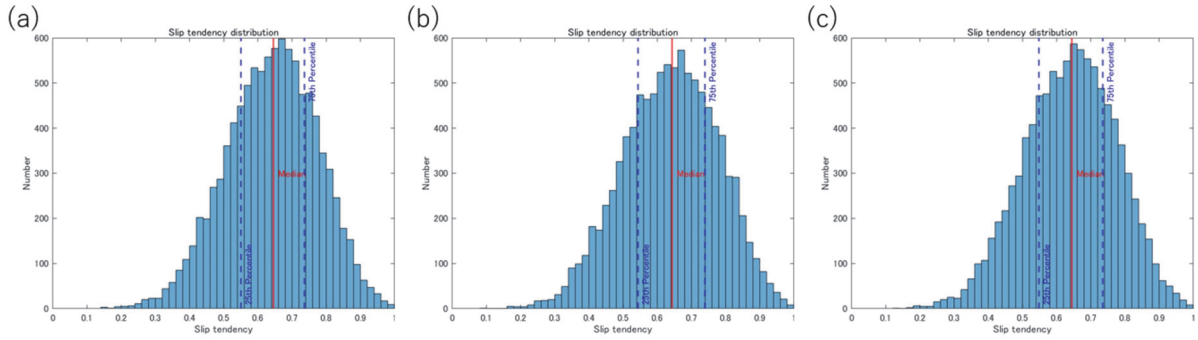 (a)
Slip tendency distribution
600
500
400
300
200
100
0
Number
75th Percentile
Median
25th Percentile
0 0.1 0.2 0.3 0.4 0.5 0.6 0.7 0.8 0.9 1
Slip tendency
(b)
Slip tendency distribution
600
500
400
300
200
100
0
Number
75th Percentile
Median
25th Percentile
0 0.1 0.2 0.3 0.4 0.5 0.6 0.7 0.8 0.9 1
Slip tendency
(c)
Slip tendency distribution
600
500
400
300
200
100
0
Number
75th Percentile
Median
25th Percentile
0 0.1 0.2 0.3 0.4 0.5 0.6 0.7 0.8 0.9 1
Slip tendency